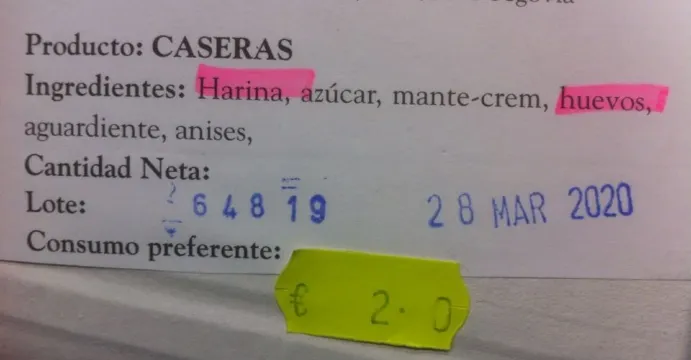 Producto: CASERAS
Ingredientes: Harina, azúcar, mante-crem, huevos,
aguardiente, anises,
Cantidad Neta:
Lote: 64819 28 MAR 2020
Consumo preferente:
€ 2.0